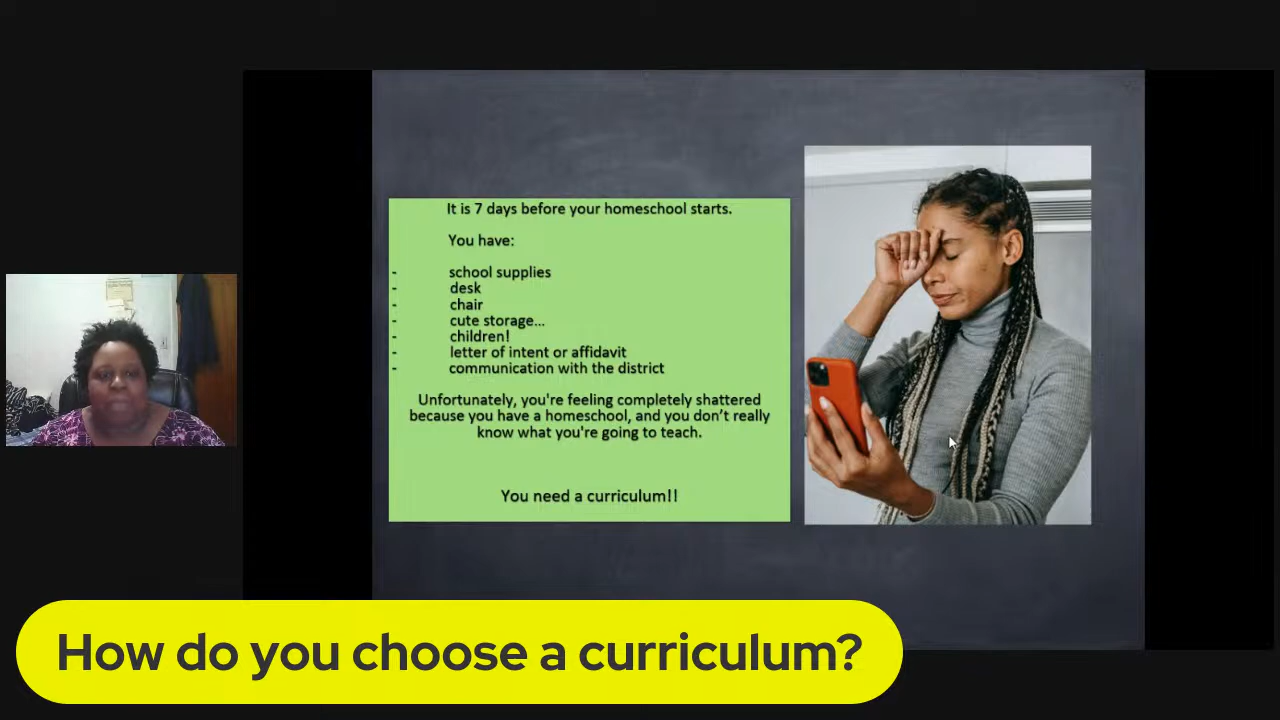 It is 7 days before your homeschool starts.
You have:
- school supplies
- desk
- chair
- cute storage...
- children!
- letter of intent or affidavit
- communication with the district
Unfortunately, you're feeling completely shattered
because you have a homeschool, and you don't really
know what you're going to teach.
You need a curriculum!!
How do you choose a curriculum?